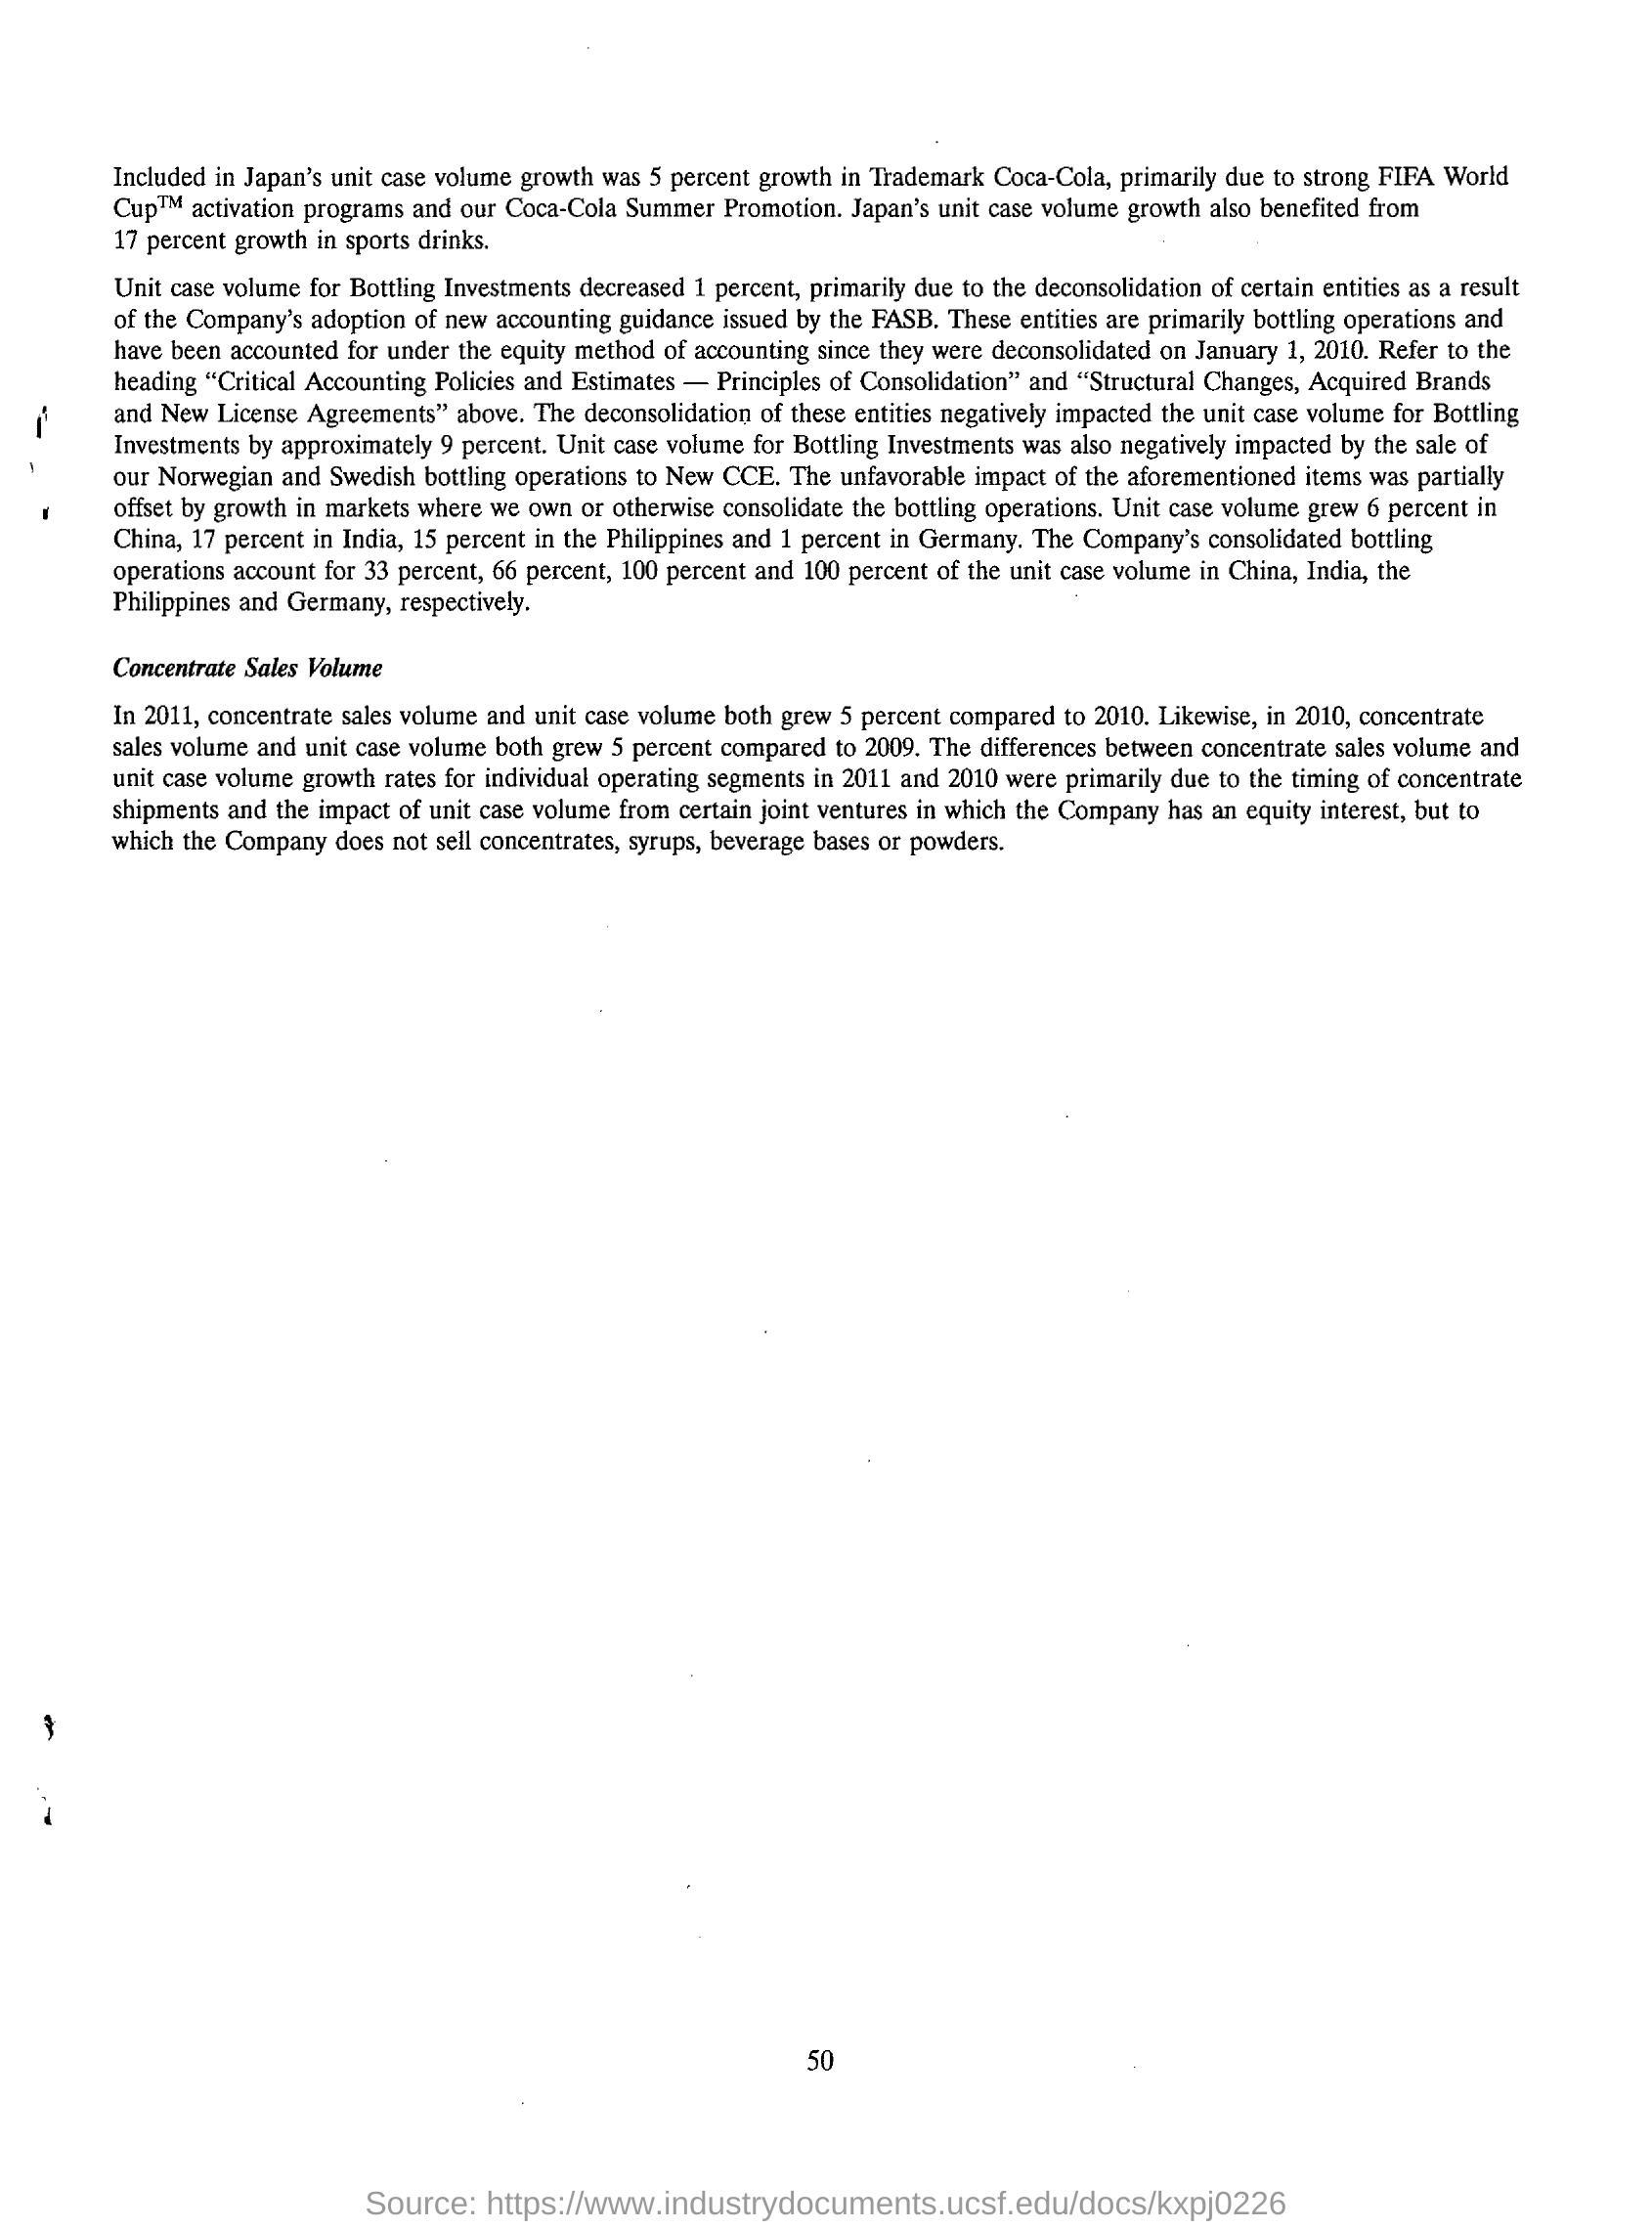 Included in Japan's unit case volume growth was 5 percent growth in Trademark Coca-Cola, primarily due to strong FIFA World
Cup™ activation programs and our Coca-Cola Summer Promotion. Japan's unit case volume growth also benefited from
17 percent growth in sports drinks.
Unit case volume for Bottling Investments decreased 1 percent, primarily due to the deconsolidation of certain entities as a result
of the Company's adoption of new accounting guidance issued by the FASB. These entities are primarily bottling operations and
have been accounted for under the equity method of accounting since they were deconsolidated on January 1, 2010. Refer to the
heading “Critical Accounting Policies and Estimates — Principles of Consolidation” and “Structural Changes, Acquired Brands
and New License Agreements” above. The deconsolidation of these entities negatively impacted the unit case volume for Bottling
Investments by approximately 9 percent. Unit case volume for Bottling Investments was also negatively impacted by the sale of
our Norwegian and Swedish bottling operations to New CCE. The unfavorable impact of the aforementioned items was partially
offset by growth in markets where we own or otherwise consolidate the bottling operations. Unit case volume grew 6 percent in
China, 17 percent in India, 15 percent in the Philippines and 1 percent in Germany. The Company's consolidated bottling
operations account for 33 percent, 66 percent, 100 percent and 100 percent of the unit case volume in China, India, the
Philippines and Germany, respectively.
Concentrate Sales Volume
In 2011, concentrate sales volume and unit case volume both grew 5 percent compared to 2010. Likewise, in 2010, concentrate
sales volume and unit case volume both grew 5 percent compared to 2009. The differences between concentrate sales volume and
unit case volume growth rates for individual operating segments in 2011 and 2010 were primarily due to the timing of concentrate
shipments and the impact of unit case volume from certain joint ventures in which the Company has an equity interest, but to
which the Company does not sell concentrates, syrups, beverage bases or powders.
50
Source: https://www.industrydocuments.ucsf.edu/docs/kxpj0226